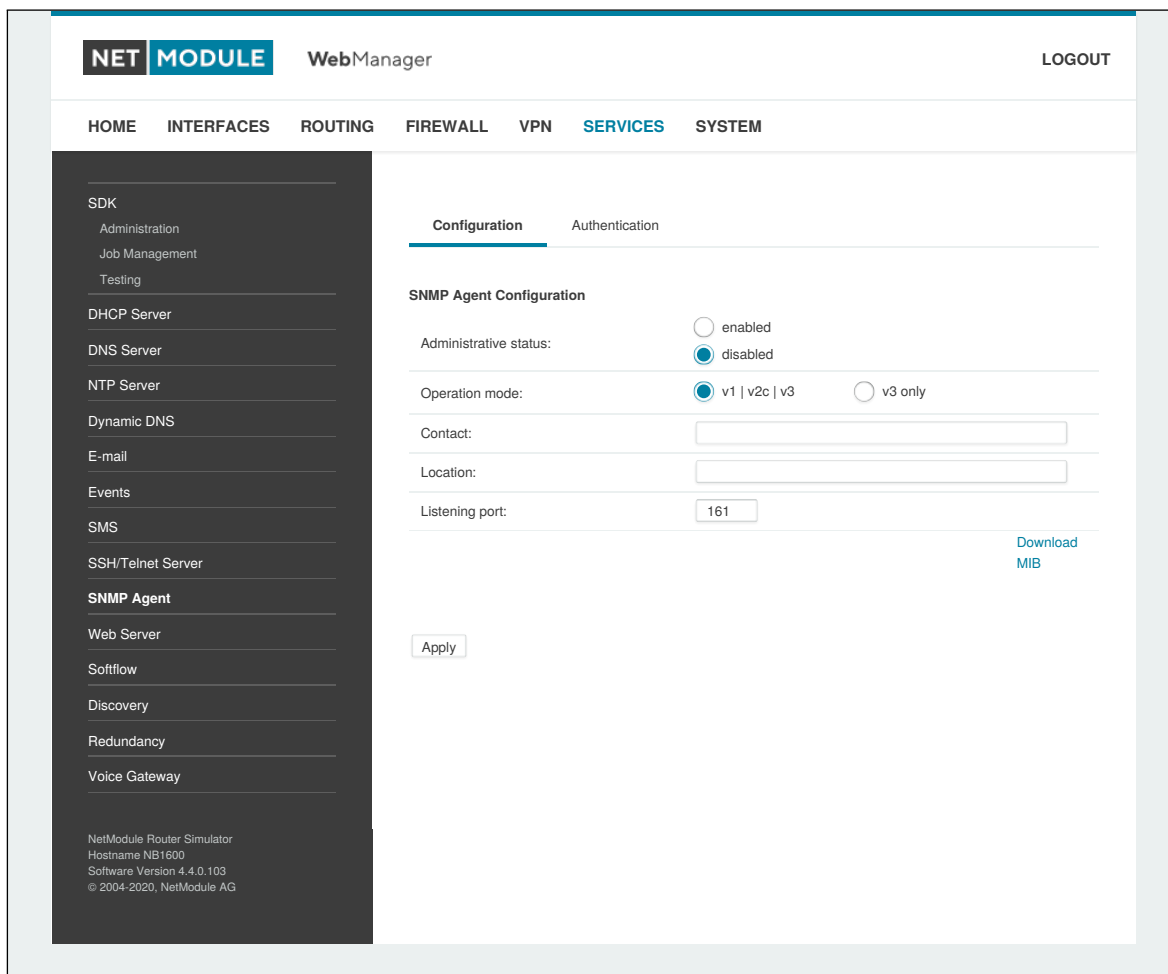 NET MODULE WebManager LOGOUT
HOME INTERFACES ROUTING FIREWALL VPN SERVICES SYSTEM
SDK
Administration
Job Management
Testing
DHCP Server
DNS Server
NTP Server
Dynamic DNS
E-mail
Events
SMS
SSH/Telnet Server
SNMP Agent
Web Server
Softflow
Discovery
Redundancy
Voice Gateway
NetModule Router Simulator
Hostname NB1600
Software Version 4.4.0.103
© 2004-2020, NetModule AG
Configuration Authentication
SNMP Agent Configuration
Administrative status:
enabled
disabled
Operation mode: v1 | v2c | v3 v3 only
Contact:
Location:
Listening port: 161
Download
MIB
Apply